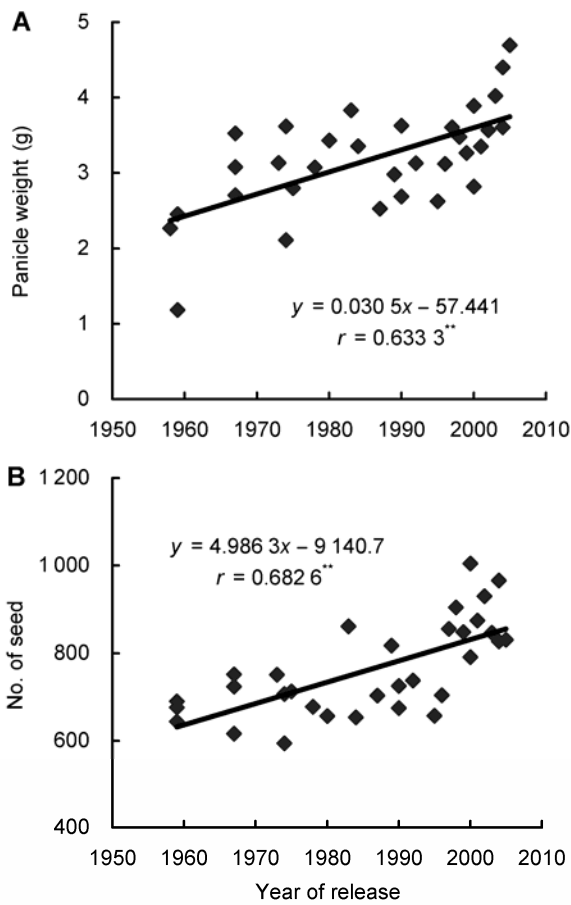 A
5
4
3
2
1
0
Panicle weight (g)
y = 0.030 5x – 57.441
r = 0.633 3**
1950 1960 1970 1980 1990 2000 2010
B
1 200
1 000
800
600
400
No. of seed
y = 4.986 3x – 9 140.7
r = 0.682 6**
1950 1960 1970 1980 1990 2000 2010
Year of release